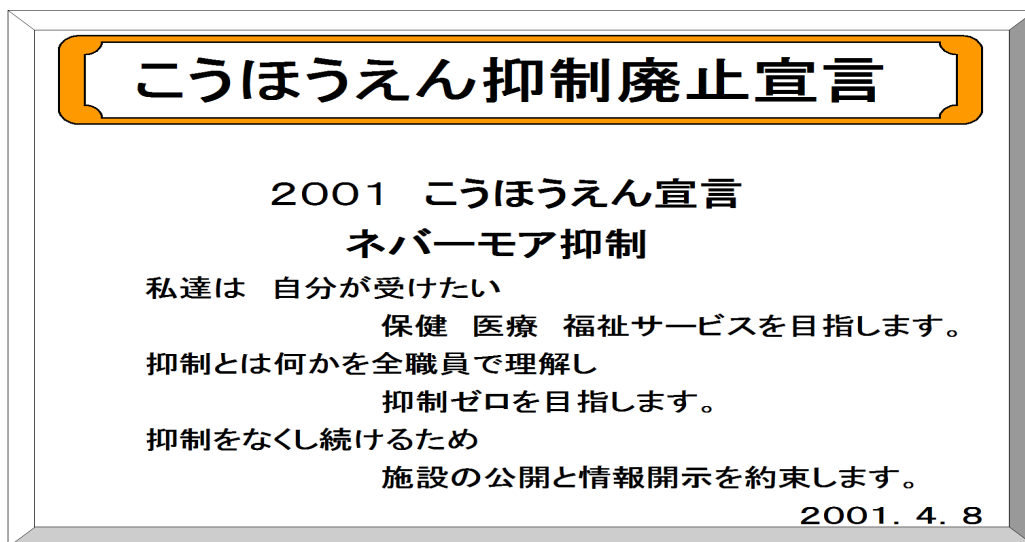 こうほうえん抑制廃止宣言
２００１　こうほうえん宣言
ネバーモア抑制
私達は　自分が受けたい
保健　医療　福祉サービスを目指します。
抑制とは何かを全職員で理解し
抑制ゼロを目指します。
抑制をなくし続けるため
施設の公開と情報開示を約束します。
２００１．４．８